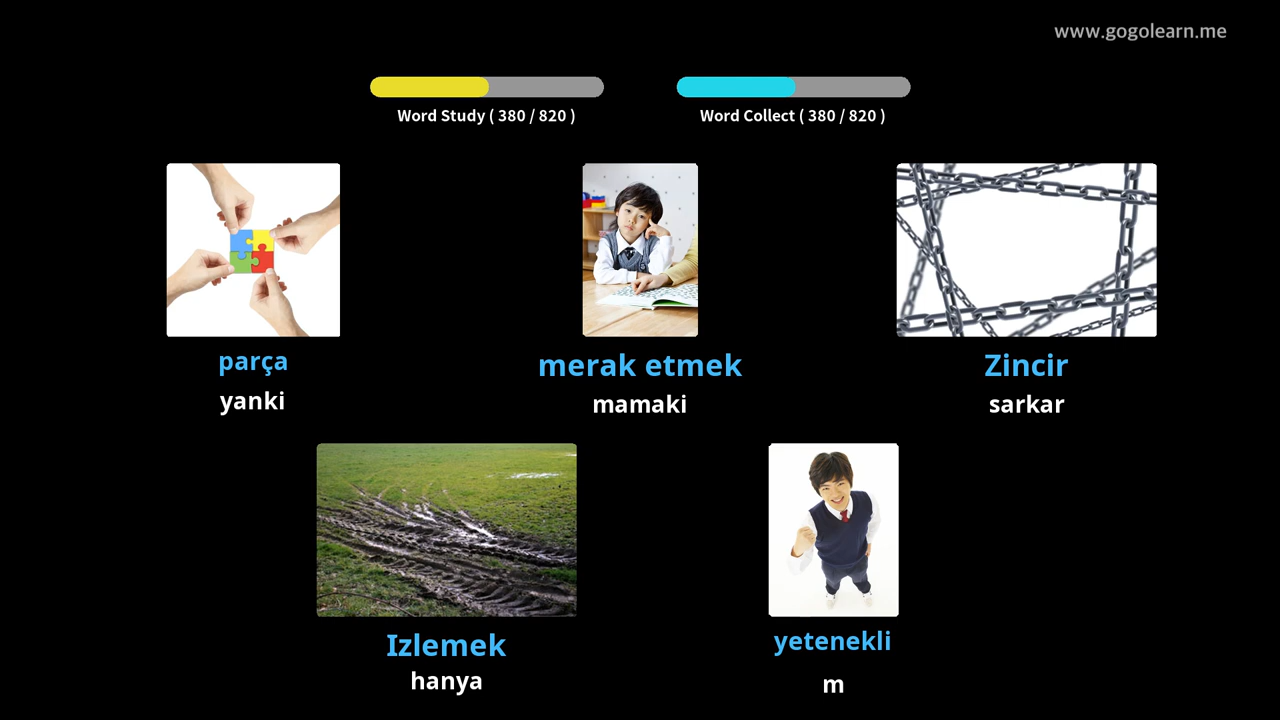 www.gogolearn.me
Word Study ( 380 / 820 )
Word Collect ( 380 / 820 )
parça
yanki
merak etmek
mamaki
Zincir
sarkar
Izlemek
hanya
yetenekli
m